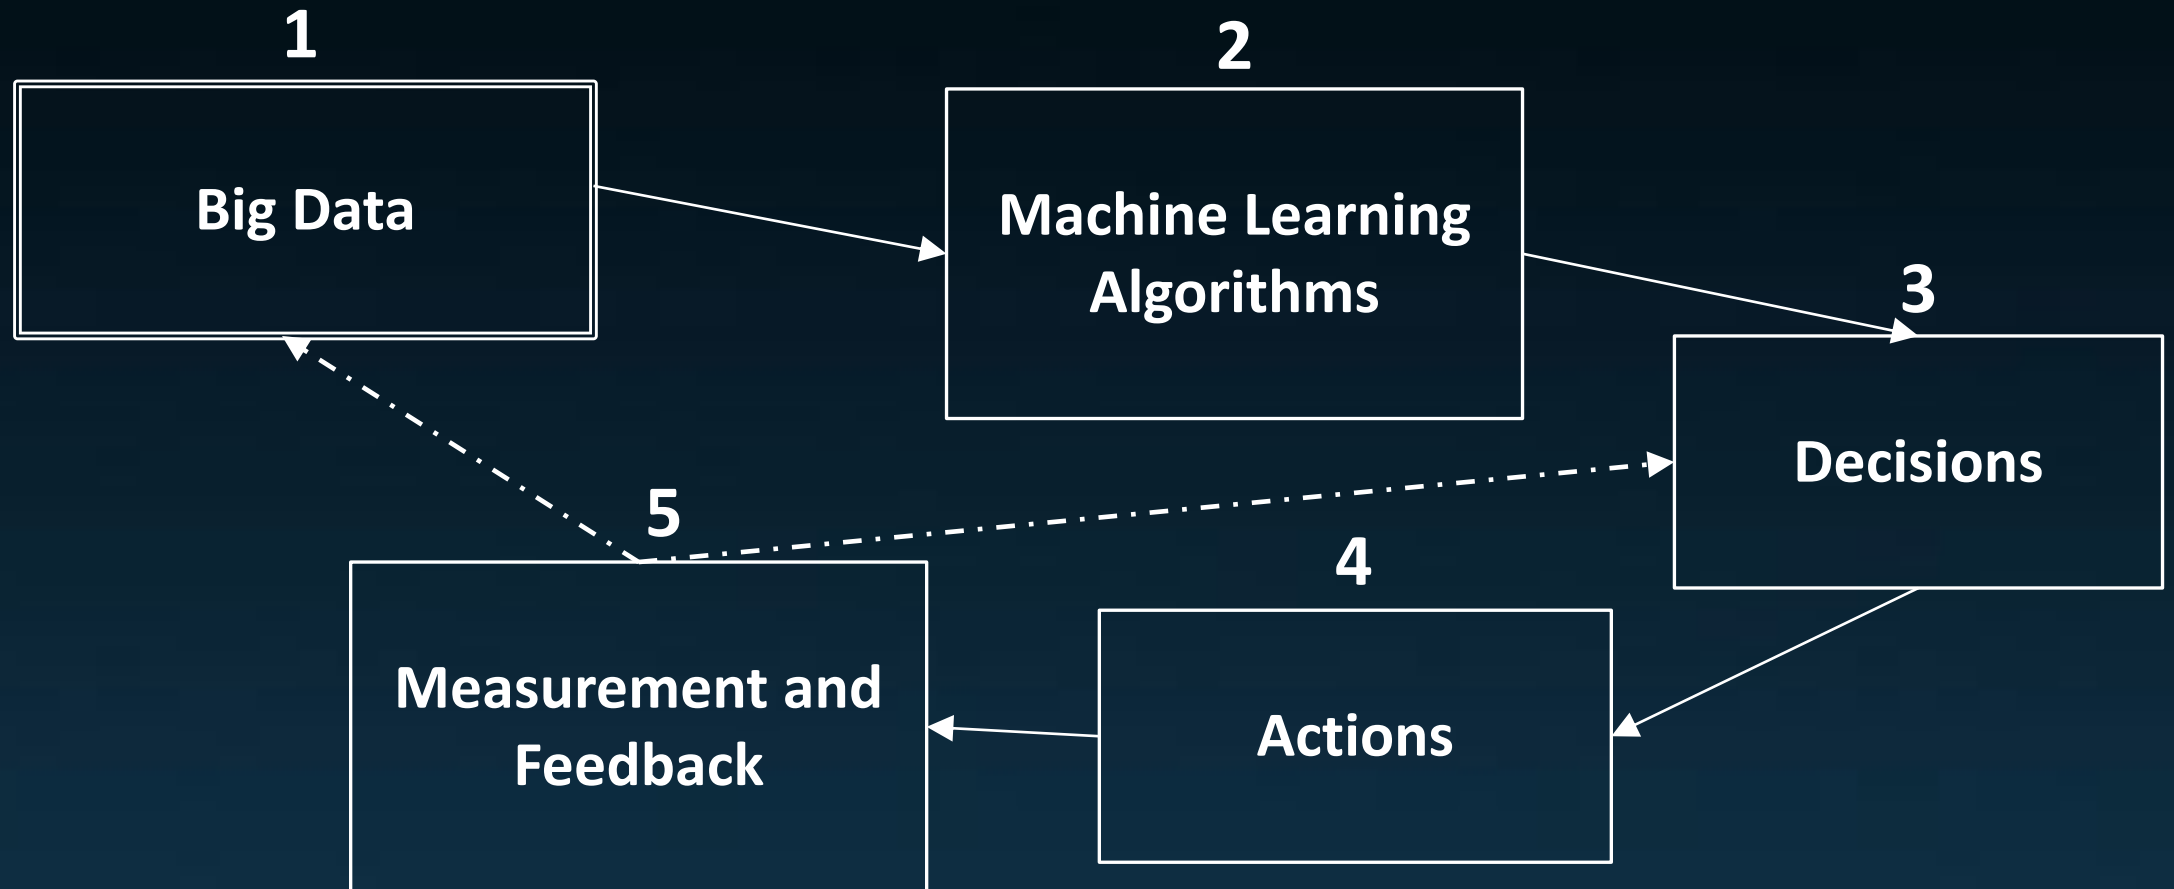 1
Big Data
2
Machine Learning
Algorithms
3
Decisions
4
Actions
5
Measurement and
Feedback